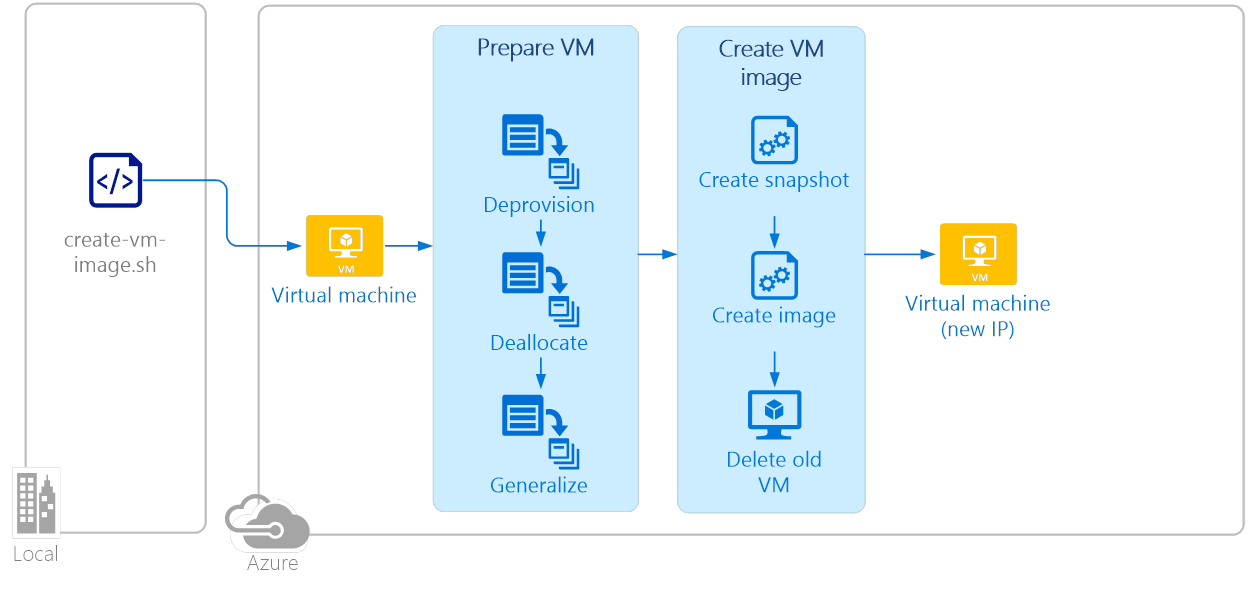 create-vm-
image.sh
Local
Azure
VM
Virtual machine
Prepare VM
Deprovision
Deallocate
Generalize
Create VM
image
Create snapshot
Create image
Delete old
VM
VM
Virtual machine
(new IP)